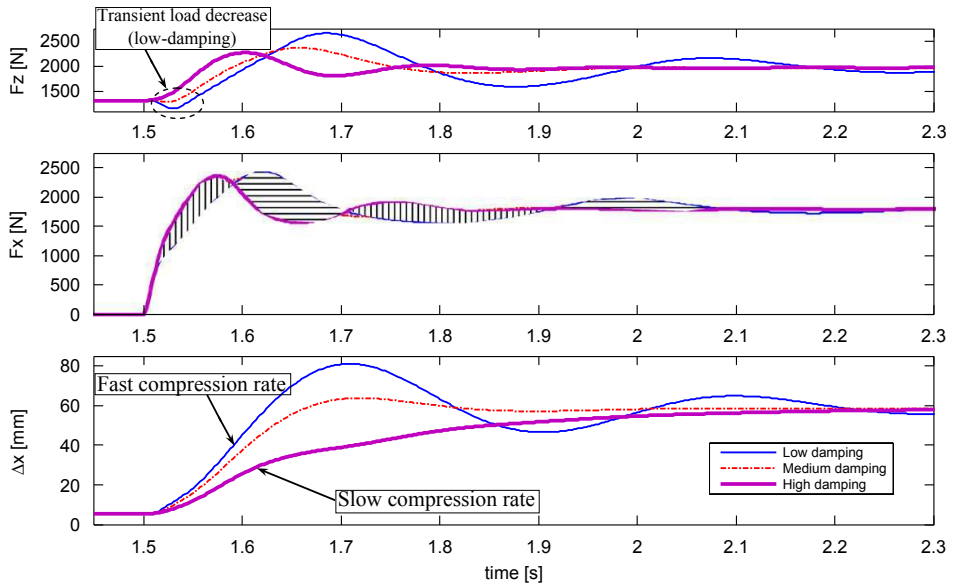 Transient load decrease
(low-damping)
Fz [N]
2500
2000
1500
1.5 1.6 1.7 1.8 1.9 2 2.1 2.2 2.3
Fx [N]
2500
2000
1500
1000
500
0
1.5 1.6 1.7 1.8 1.9 2 2.1 2.2 2.3
Δx [mm]
80
60
40
20
0
Fast compression rate
Slow compression rate
Low damping
Medium damping
High damping
1.5 1.6 1.7 1.8 1.9 2 2.1 2.2 2.3
time [s]